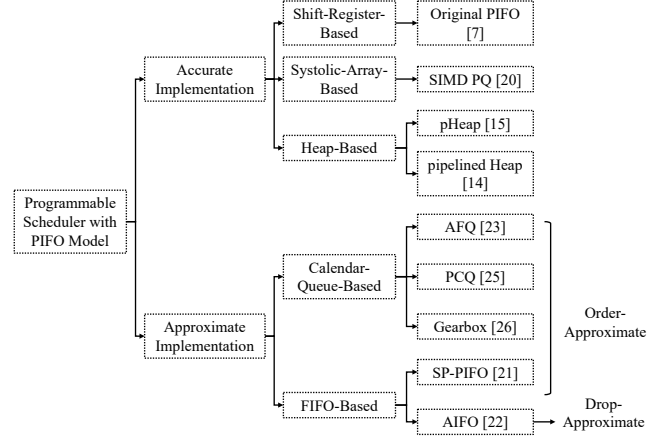 Shift-Register-
Based
Original PIFO
[7]
Accurate
Implementation
Systolic-Array-
Based
SIMD PQ [20]
Heap-Based
pHeap [15]
pipelined Heap
[14]
Programmable
Scheduler with
PIFO Model
Approximate
Implementation
Calendar-
Queue-Based
AFQ [23]
PCQ [25]
Gearbox [26]
FIFO-Based
SP-PIFO [21]
AIFO [22]
Order-
Approximate
Drop-
Approximate